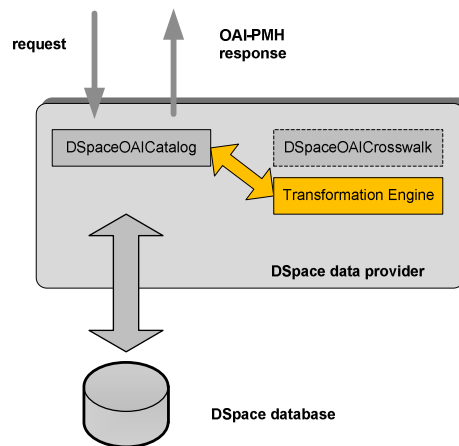 request
OAI-PMH
response
DSpaceOAICatalog
DSpaceOAICrosswalk
Transformation Engine
DSpace data provider
DSpace database